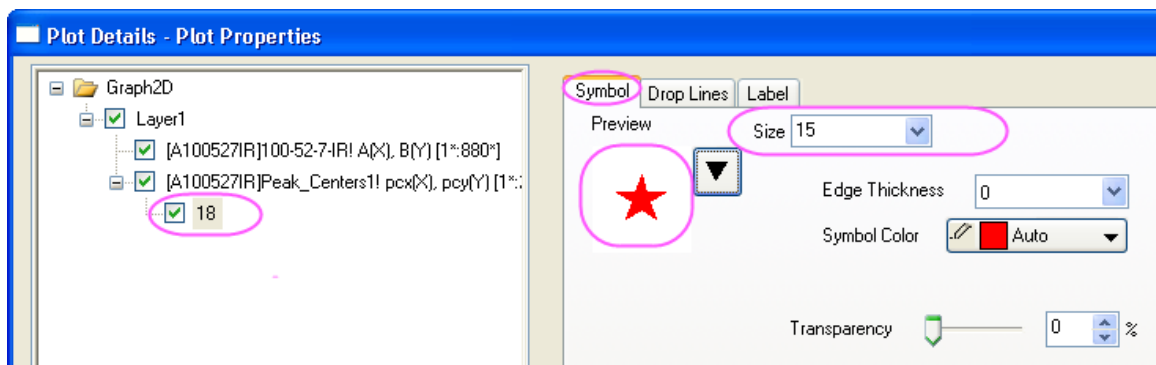 Plot Details - Plot Properties
Graph2D
Layer1
[A100527IR]100-52-7-IR! A(X), B(Y) [1*:880*]
[A100527IR]Peak_Centers1! pcx(X), pcy(Y) [1*:
18
Symbol Drop Lines Label
Preview
Size 15
Edge Thickness 0
Symbol Color Auto
Transparency 0 %